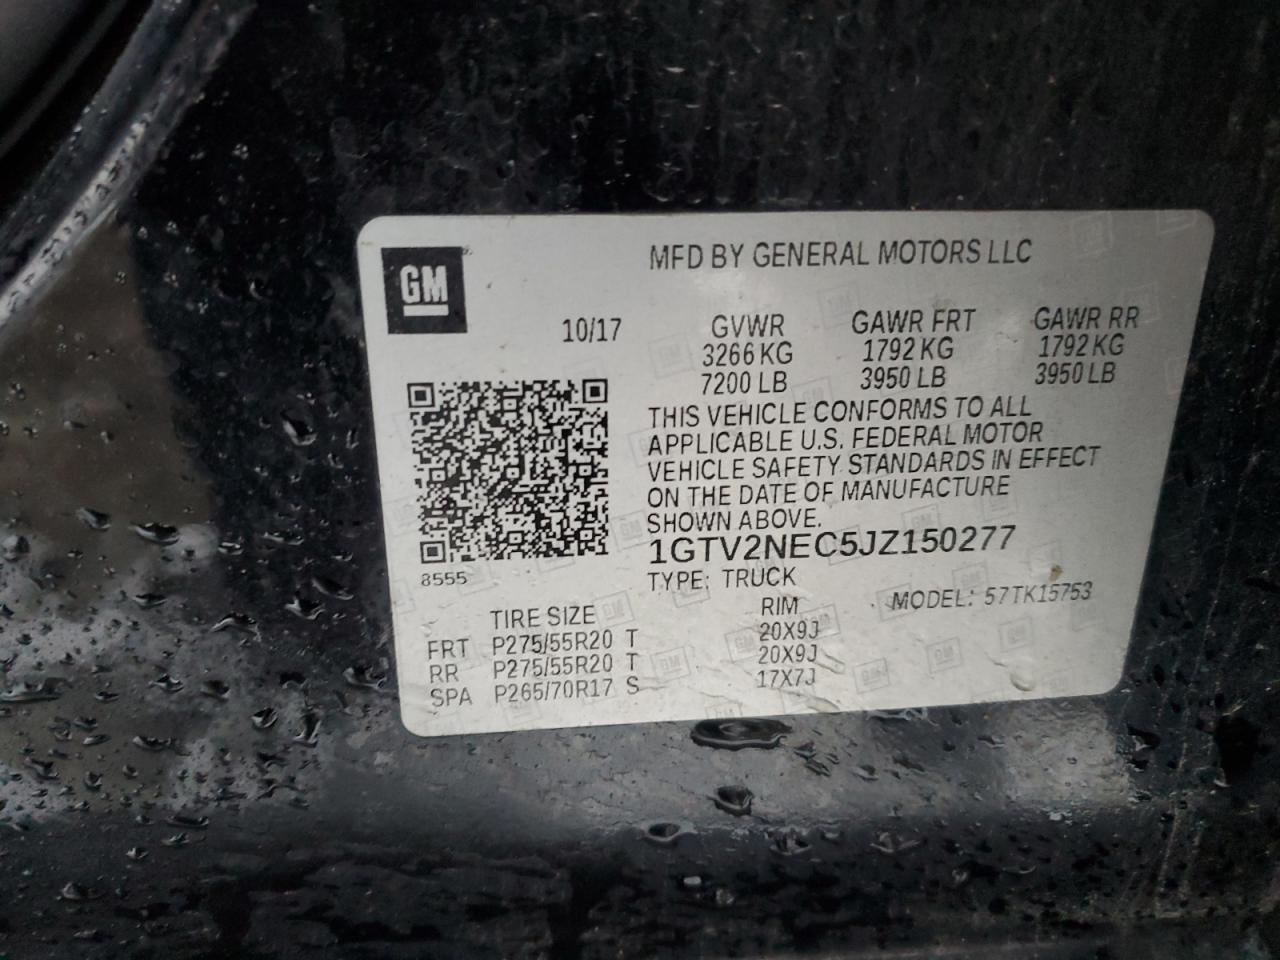 GM
MFD BY GENERAL MOTORS LLC
10/17 GVWR GAWR FRT GAWR RR
3266 KG 1792 KG 1792 KG
7200 LB 3950 LB 3950 LB
THIS VEHICLE CONFORMS TO ALL
APPLICABLE U.S. FEDERAL MOTOR
VEHICLE SAFETY STANDARDS IN EFFECT
ON THE DATE OF MANUFACTURE
SHOWN ABOVE.
1GTV2NEC5JZ150277
8555
TYPE: TRUCK
MODEL: 57TK15753
TIRE SIZE RIM
FRT P275/55R20 T 20X9J
RR P275/55R20 T 20X9J
SPA P265/70R17 S 17X7J